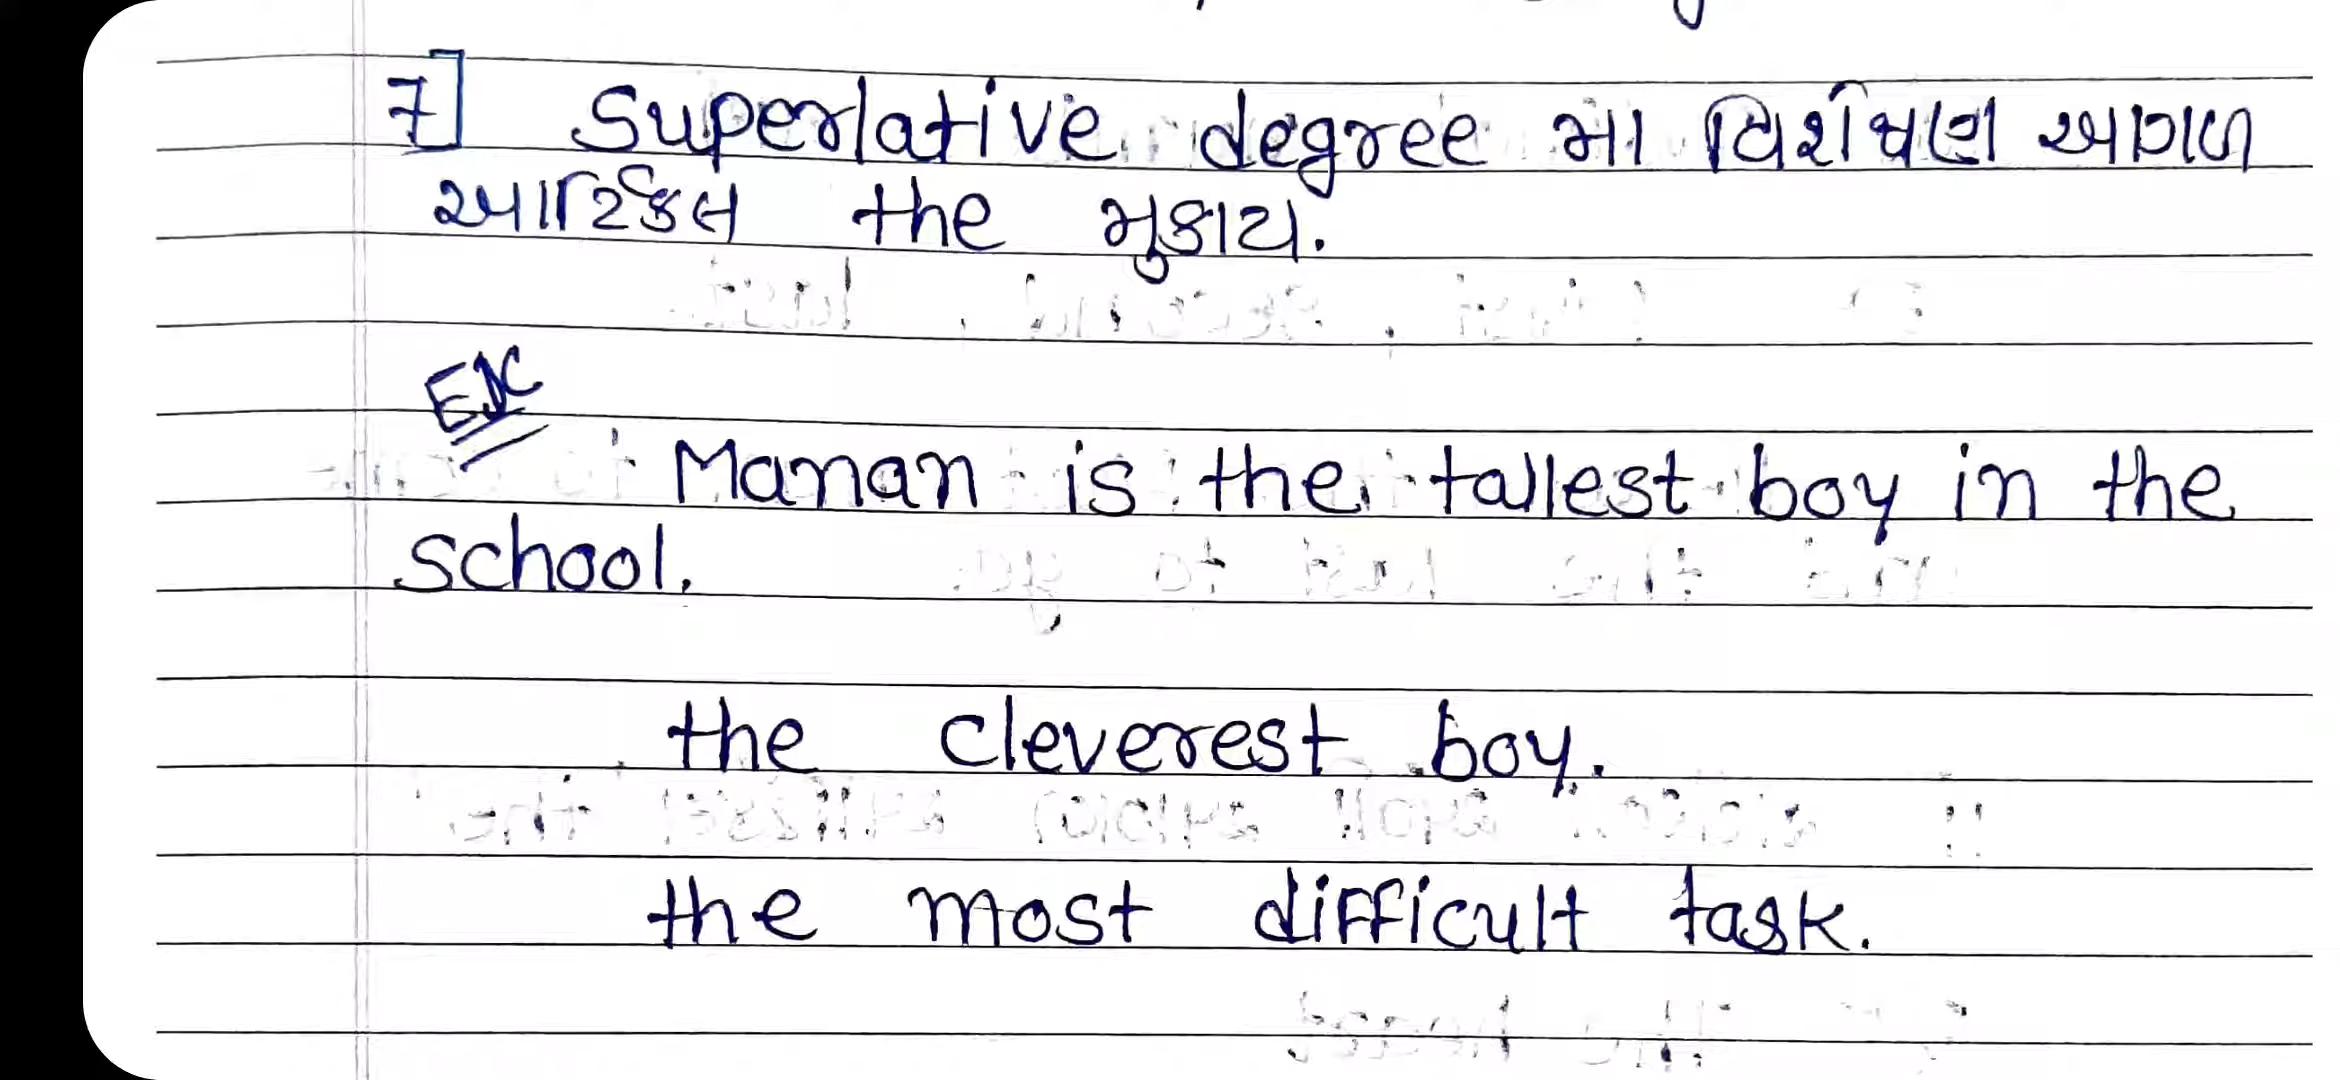 7] Superlative degree મા વિશેષણ આગળ
આર્ટિકલ the મુકાય.
Ex
Manan is the tallest boy in the
school.
the cleverest boy.
the most difficult task.